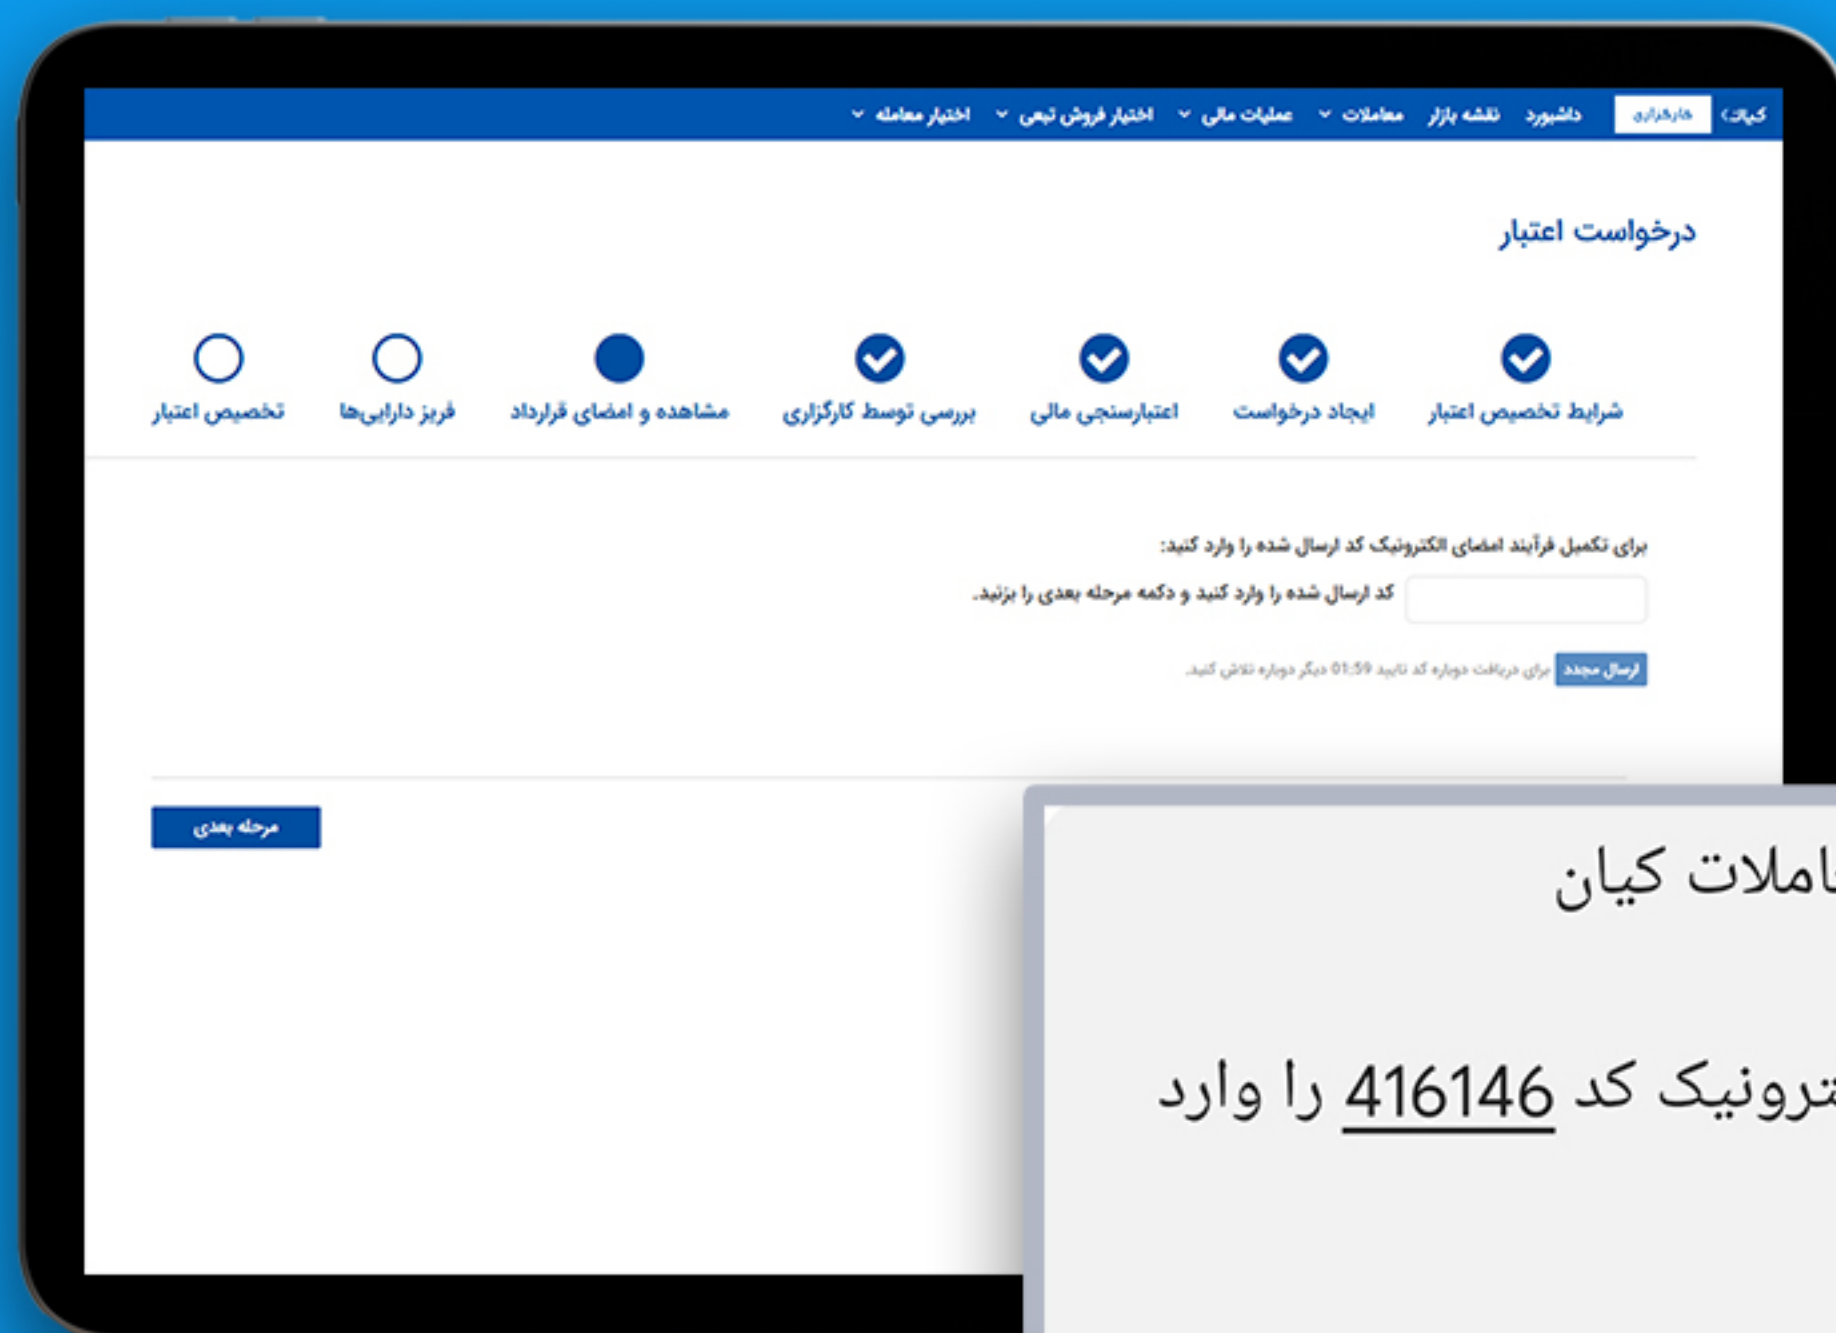 کیان کارگزاری داشبورد نقشه بازار معاملات عملیات مالی اختیار فروش تبعی اختیار معامله
درخواست اعتبار
شرایط تخصیص اعتبار ایجاد درخواست اعتبارسنجی مالی بررسی توسط کارگزاری مشاهده و امضای قرارداد فریز دارایی‌ها تخصیص اعتبار
برای تکمیل فرآیند امضای الکترونیک کد ارسال شده را وارد کنید:
کد ارسال شده را وارد کنید و دکمه مرحله بعدی را بزنید.
ارسال مجدد برای دریافت دوباره کد تایید 01:59 دیگر دوباره تلاش کنید.
مرحله بعدی
املات کیان
ترونیک کد 416146 را وارد